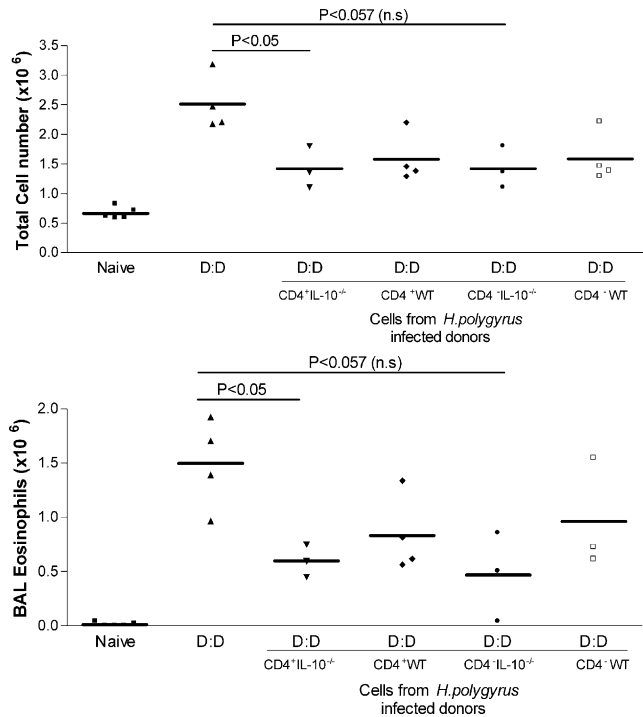 P<0.057 (n.s)
P<0.05
Total Cell number (x10 ⁶)
3.5
3.0
2.5
2.0
1.5
1.0
0.5
0.0
Naive D:D D:D D:D D:D D:D
CD4⁺IL-10⁻/⁻ CD4 ⁺WT CD4 ⁻IL-10⁻/⁻ CD4 ⁻ WT
Cells from H.polygyrus
infected donors
P<0.057 (n.s)
P<0.05
BAL Eosinophils (x10 ⁶)
2.0
1.5
1.0
0.5
0.0
Naive D:D D:D D:D D:D D:D
CD4⁺IL-10⁻/⁻ CD4⁺WT CD4⁻IL-10⁻/⁻ CD4⁻ WT
Cells from H.polygyrus
infected donors